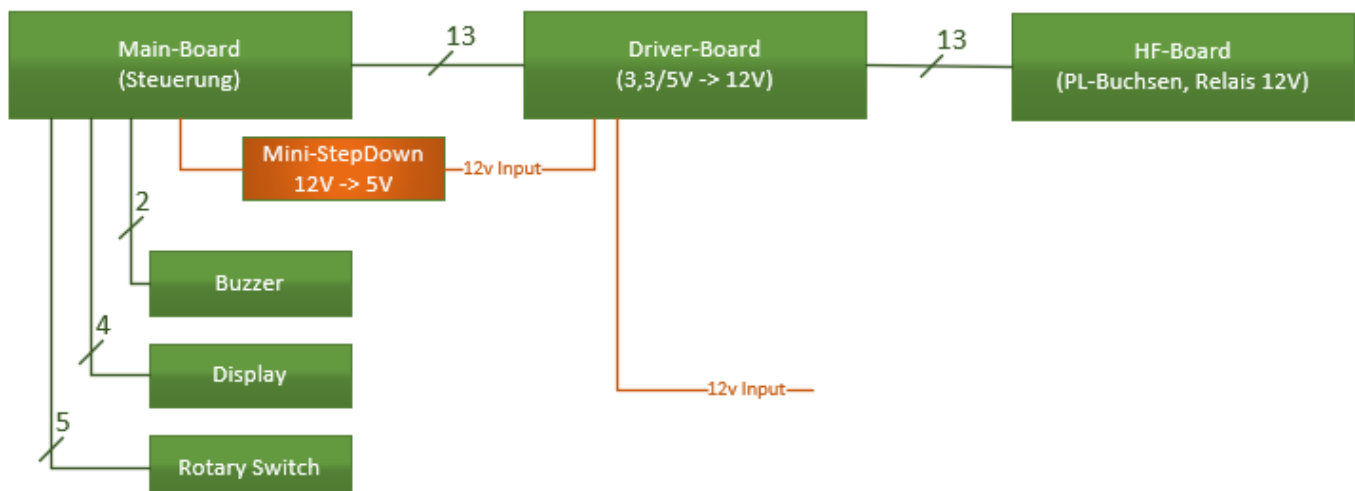 Main-Board
(Steuerung)
13
Driver-Board
(3,3/5V -> 12V)
13
HF-Board
(PL-Buchsen, Relais 12V)
Mini-StepDown
12V -> 5V
12v Input
2
Buzzer
4
Display
12v Input
5
Rotary Switch